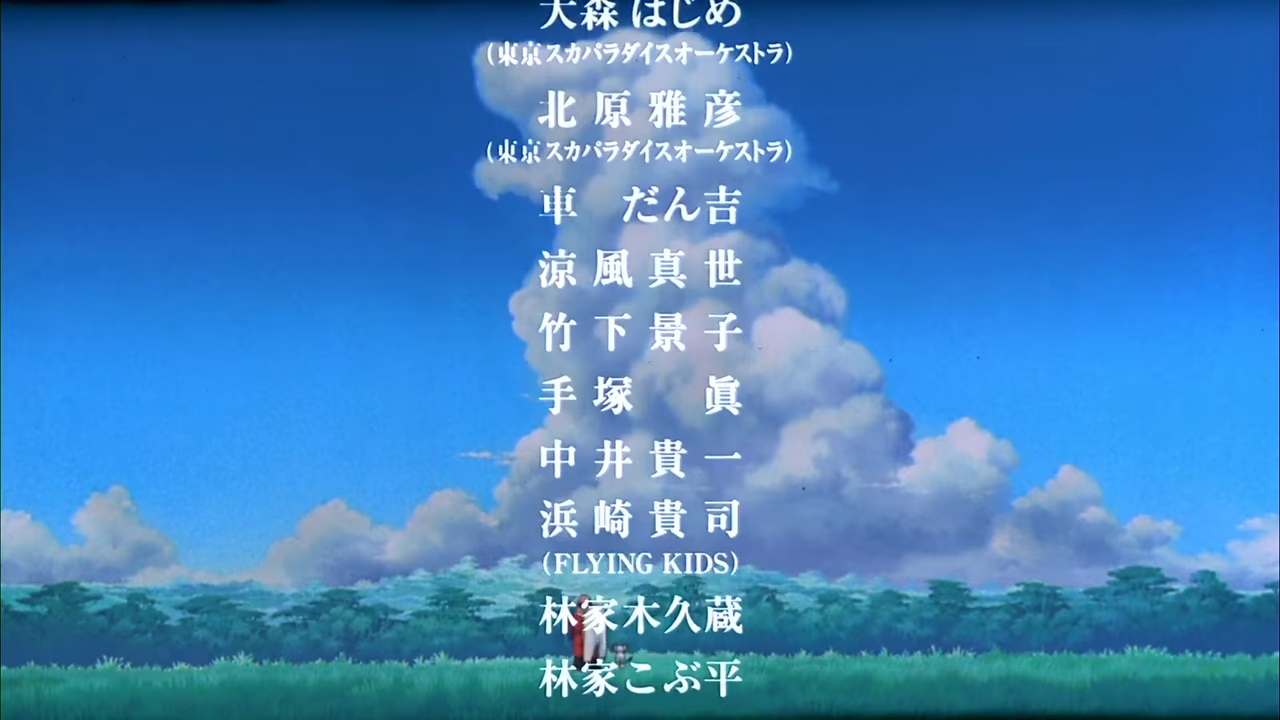 大森はじめ
(東京スカパラダイスオーケストラ)
北原雅彦
(東京スカパラダイスオーケストラ)
車 だん吉
涼風真世
竹下景子
手塚 眞
中井貴一
浜崎貴司
(FLYING KIDS)
林家木久蔵
林家こぶ平